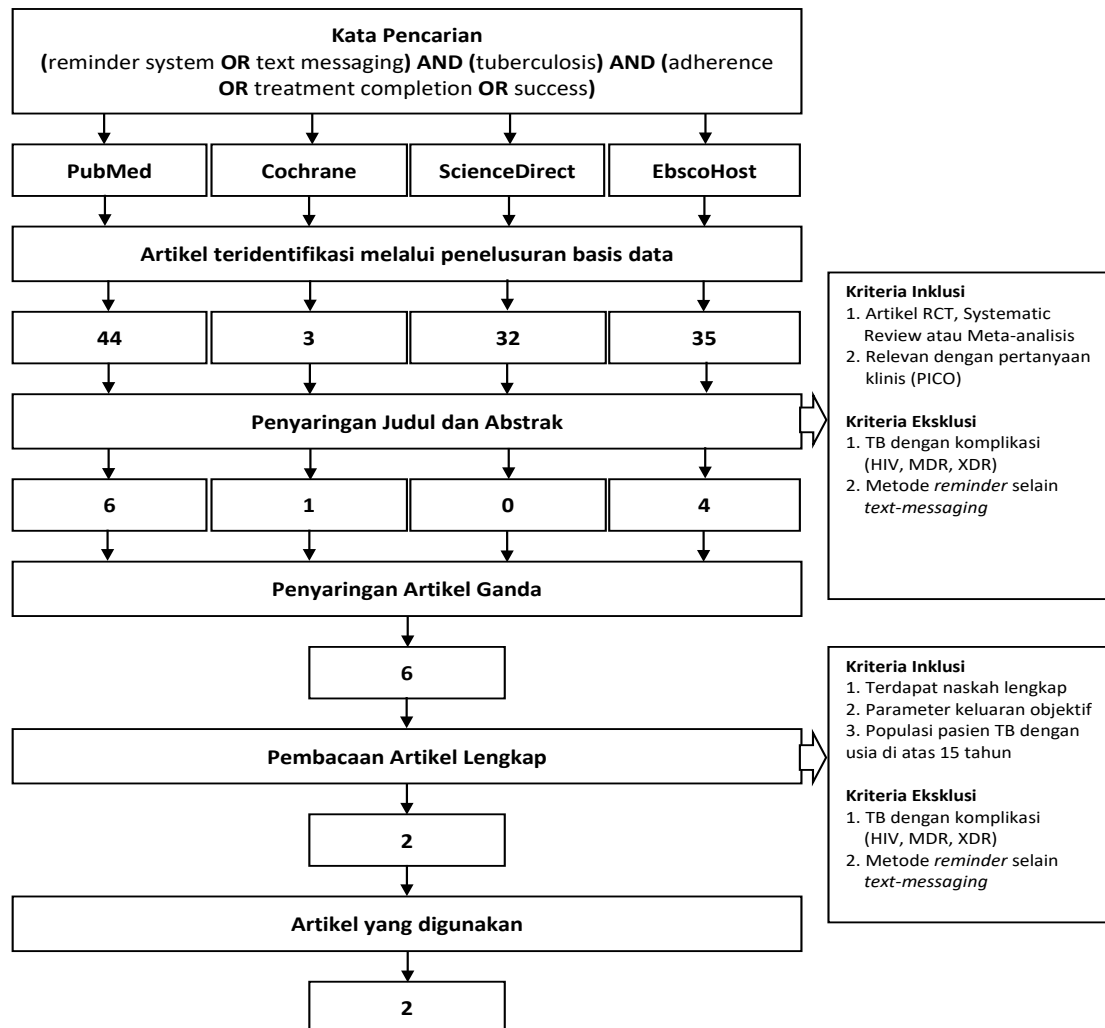 Kata Pencarian
(reminder system OR text messaging) AND (tuberculosis) AND (adherence
OR treatment completion OR success)
PubMed
Cochrane
ScienceDirect
EbscoHost
Artikel teridentifikasi melalui penelusuran basis data
44
3
32
35
Penyaringan Judul dan Abstrak
Kriteria Inklusi
1. Artikel RCT, Systematic
Review atau Meta-analisis
2. Relevan dengan pertanyaan
klinis (PICO)
Kriteria Eksklusi
1. TB dengan komplikasi
(HIV, MDR, XDR)
2. Metode reminder selain
text-messaging
6
1
0
4
Penyaringan Artikel Ganda
6
Pembacaan Artikel Lengkap
Kriteria Inklusi
1. Terdapat naskah lengkap
2. Parameter keluaran objektif
3. Populasi pasien TB dengan
usia di atas 15 tahun
Kriteria Eksklusi
1. TB dengan komplikasi
(HIV, MDR, XDR)
2. Metode reminder selain
text-messaging
2
Artikel yang digunakan
2